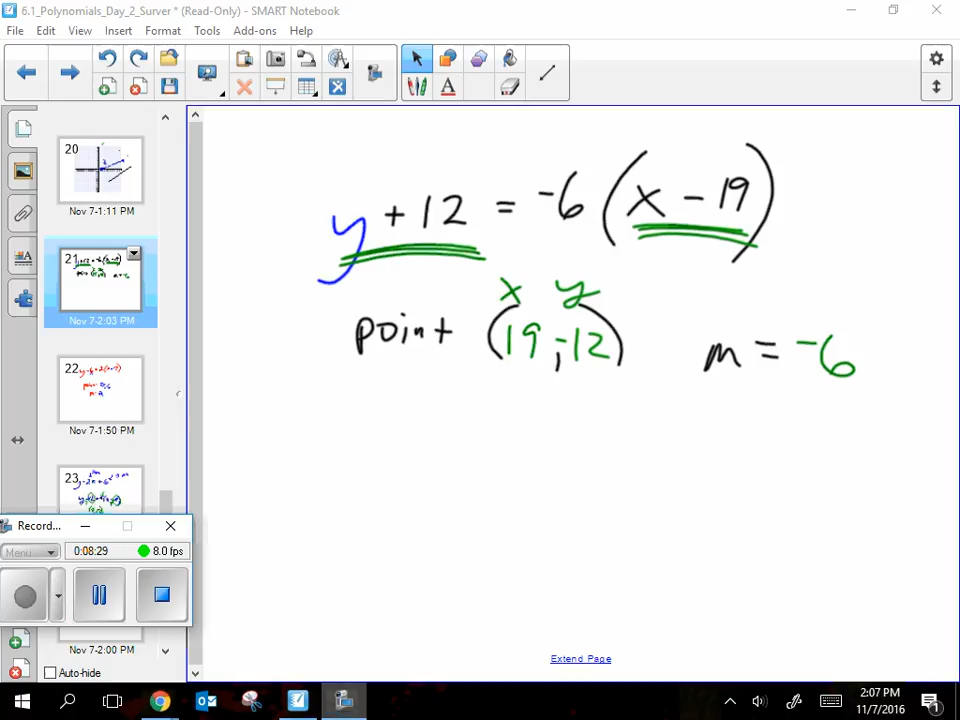 6.1_Polynomials_Day_2_Surver * (Read-Only) - SMART Notebook
File Edit View Insert Format Tools Add-ons Help
20
Nov 7-1:11 PM
21
Nov 7-2:03 PM
22
Nov 7-1:50 PM
23
Nov 7-2:00 PM
Auto-hide
Record...
Menu
0:08:29 8.0 fps
y + 12 = -6 (x - 19)
x y
point (19, -12) m = -6
Extend Page
2:07 PM
11/7/2016
1